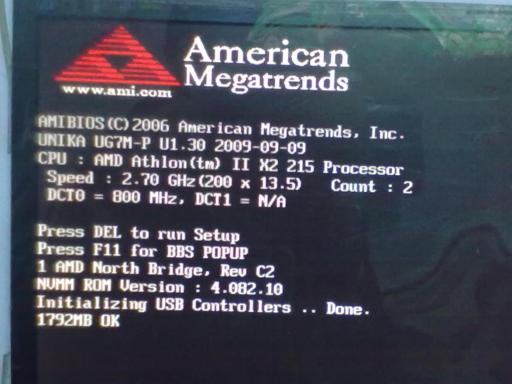 American
Megatrends
www.ami.com
AMIBIOS(C)2006 American Megatrends, Inc.
UNIKA UG7M-P U1.30 2009-09-09
CPU : AMD Athlon(tm) II X2 215 Processor
Speed : 2.70 GHz(200 x 13.5) Count : 2
DCT0 = 800 MHz, DCT1 = N/A
Press DEL to run Setup
Press F11 for BBS POPUP
1 AMD North Bridge, Rev C2
NVMM ROM Version : 4.082.10
Initializing USB Controllers .. Done.
1792MB OK